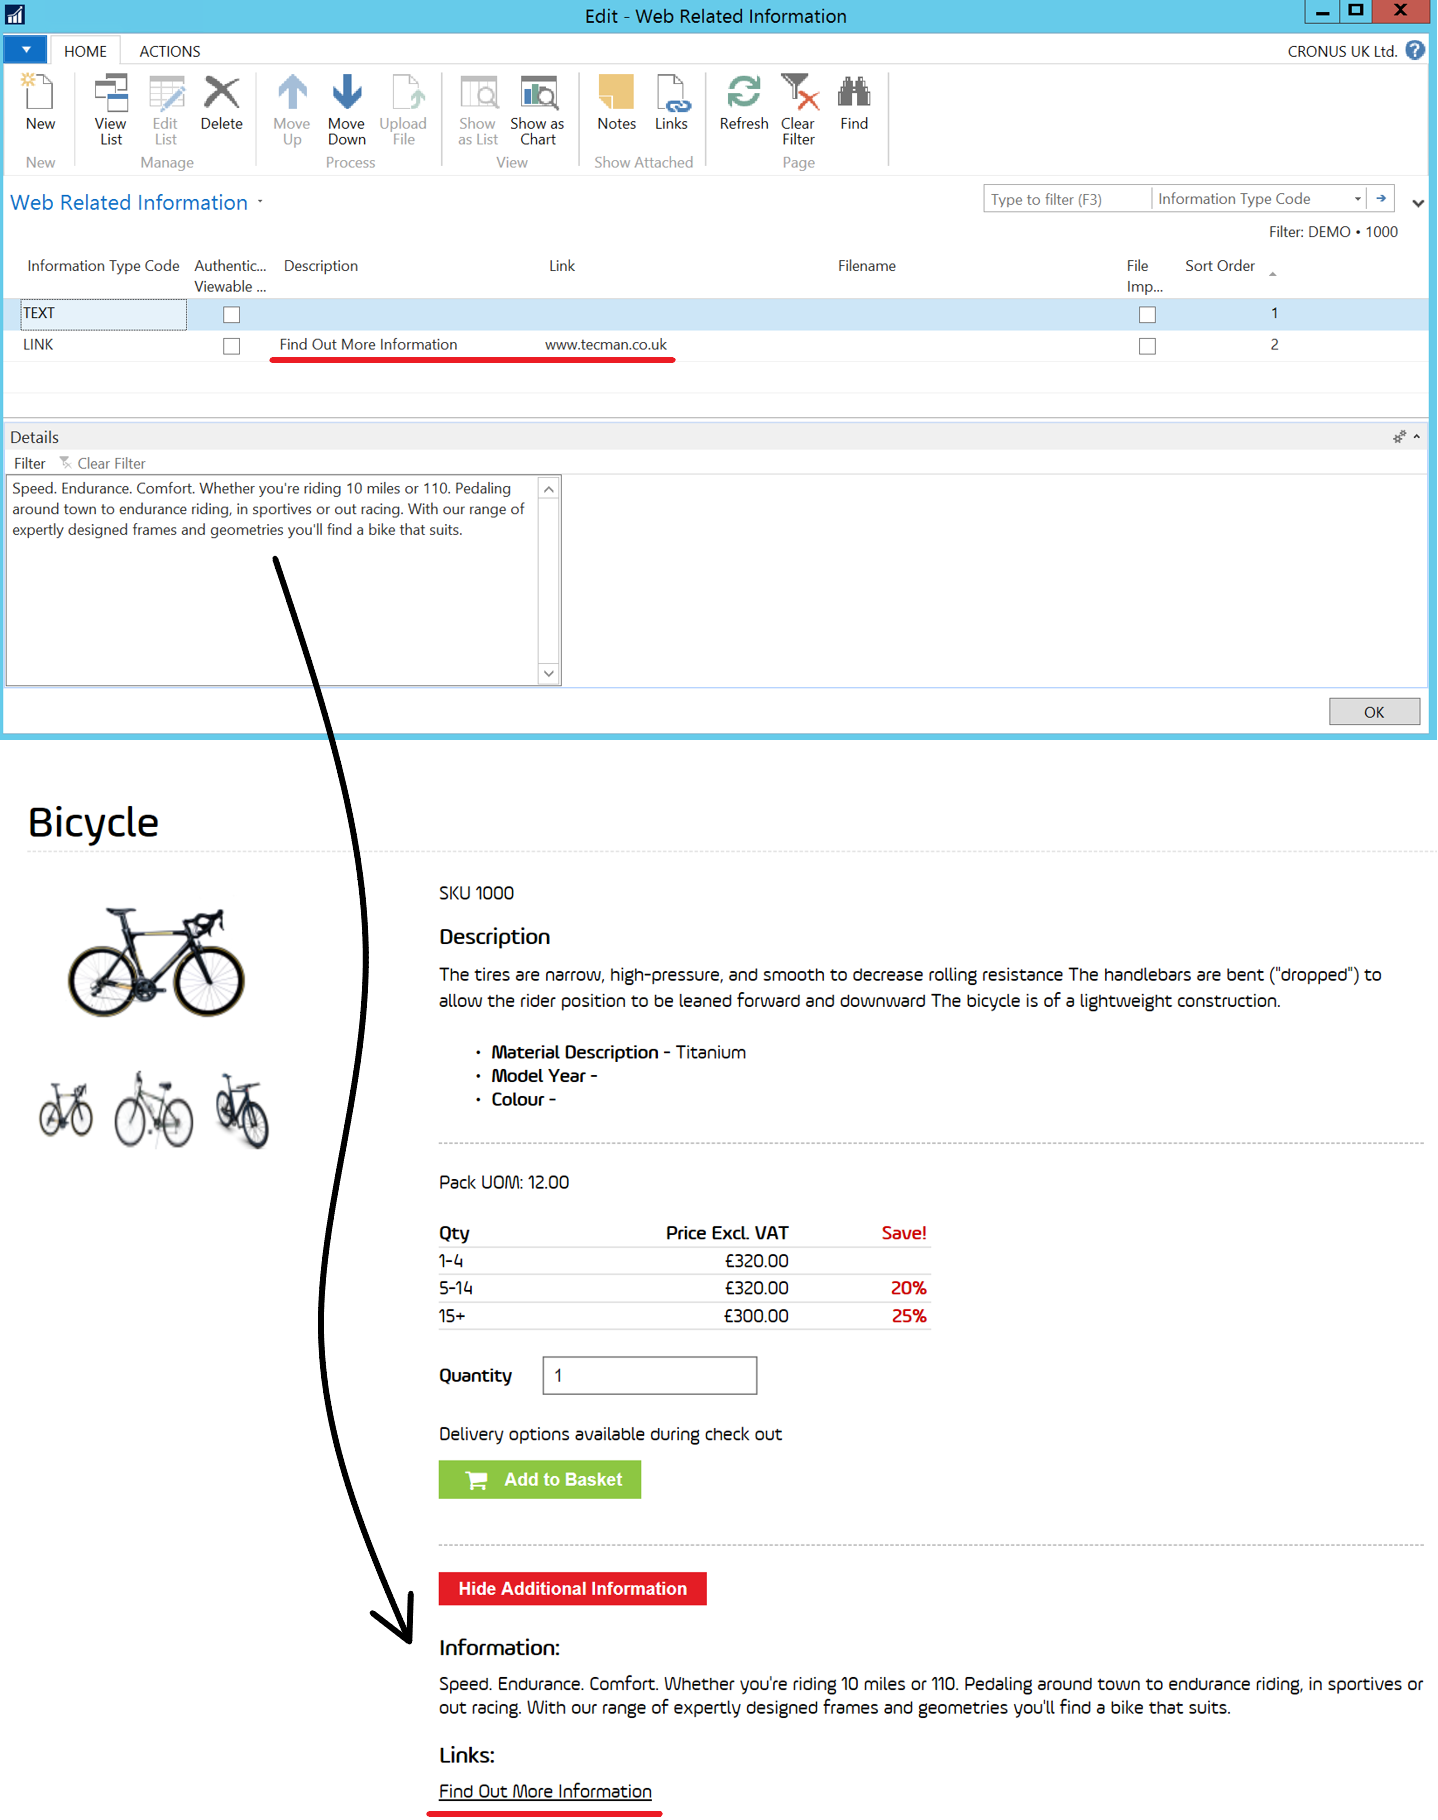 Edit - Web Related Information
HOME ACTIONS CRONUS UK Ltd. ?
New View List Edit List Delete Move Up Move Down Upload File Show as List Show as Chart Notes Links Refresh Clear Filter Find
New Manage Process View Show Attached Page
Web Related Information Type to filter (F3) Information Type Code
Filter: DEMO • 1000
Information Type Code Authentic... Viewable ... Description Link Filename File Imp... Sort Order
TEXT 1
LINK Find Out More Information www.tecman.co.uk 2
Details
Filter Clear Filter
Speed. Endurance. Comfort. Whether you're riding 10 miles or 110. Pedaling
around town to endurance riding, in sportives or out racing. With our range of
expertly designed frames and geometries you'll find a bike that suits.
OK
Bicycle
SKU 1000
Description
The tires are narrow, high-pressure, and smooth to decrease rolling resistance The handlebars are bent ("dropped") to
allow the rider position to be leaned forward and downward The bicycle is of a lightweight construction.
• Material Description - Titanium
• Model Year -
• Colour -
Pack UOM: 12.00
Qty Price Excl. VAT Save!
1-4 £320.00
5-14 £320.00 20%
15+ £300.00 25%
Quantity 1
Delivery options available during check out
Add to Basket
Hide Additional Information
Information:
Speed. Endurance. Comfort. Whether you're riding 10 miles or 110. Pedaling around town to endurance riding, in sportives or
out racing. With our range of expertly designed frames and geometries you'll find a bike that suits.
Links:
Find Out More Information